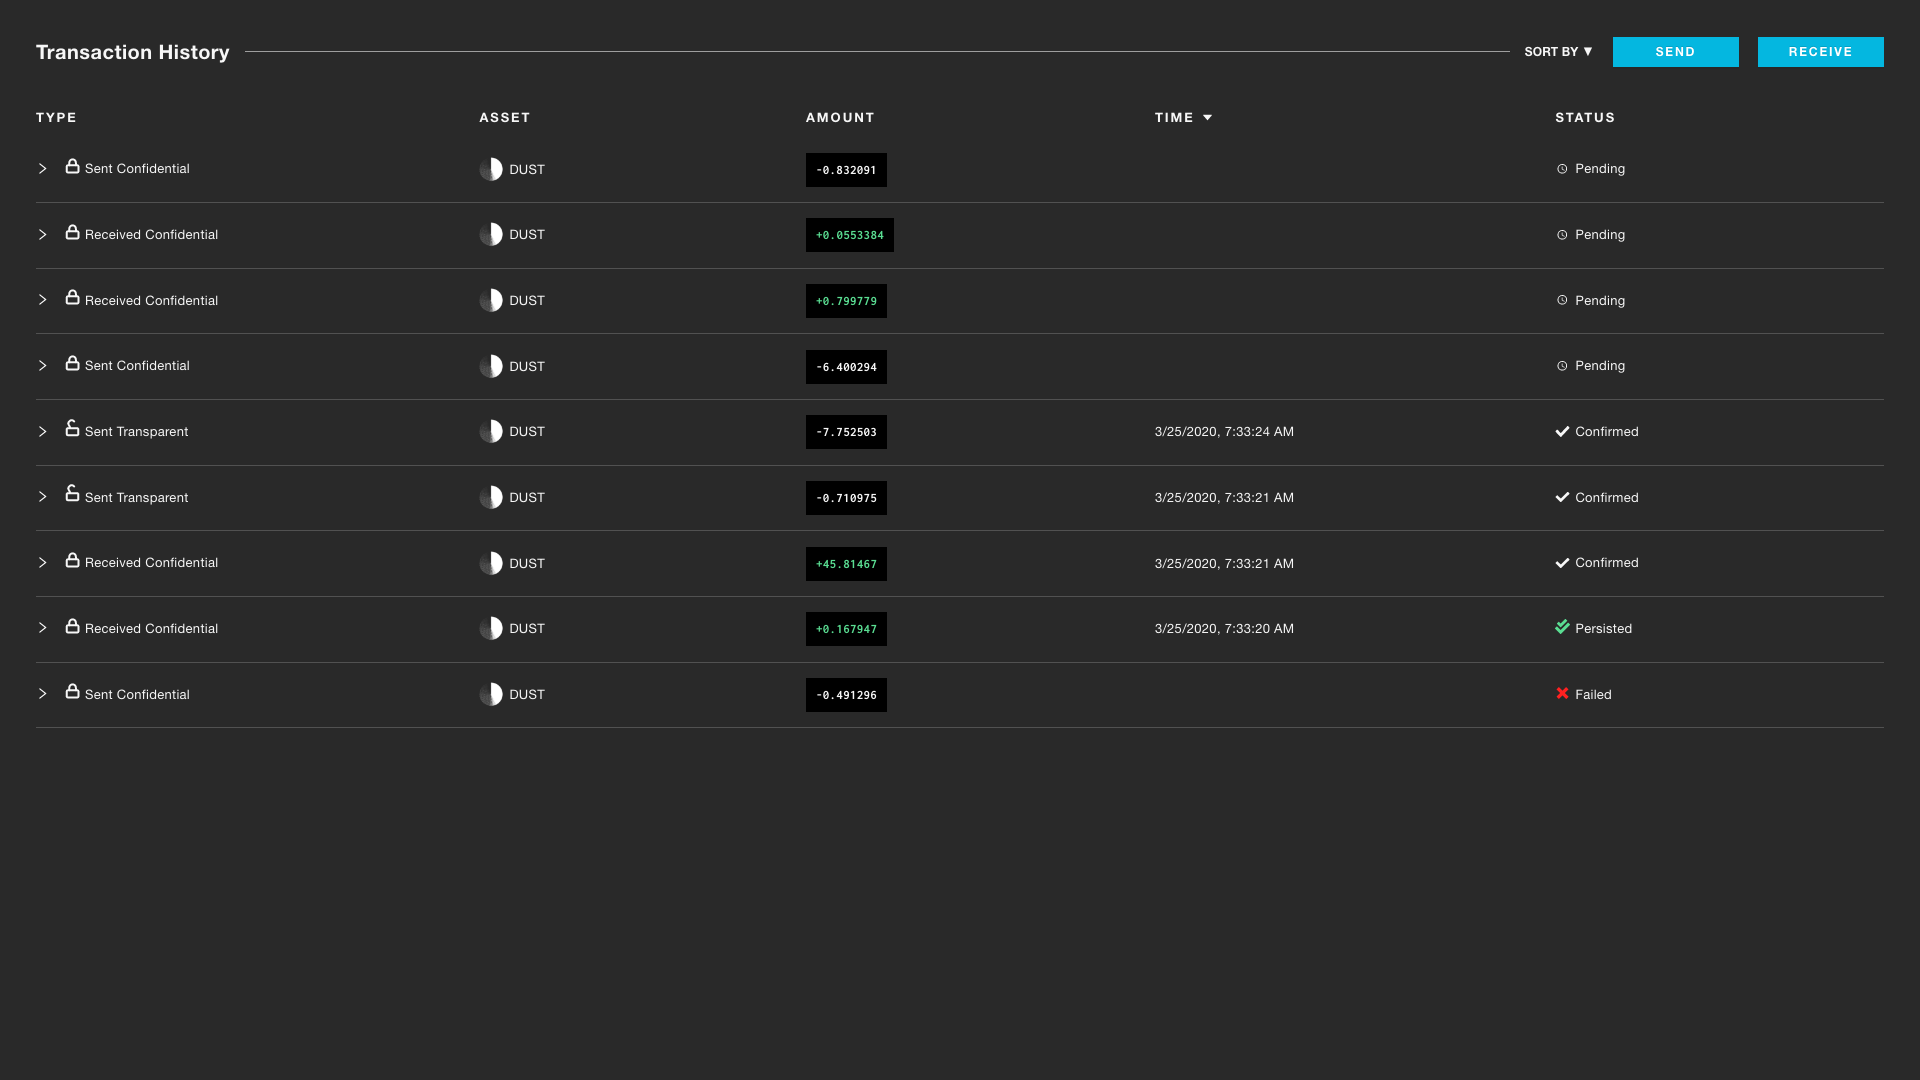 Transaction History SORT BY ▼ SEND RECEIVE
TYPE ASSET AMOUNT TIME STATUS
Sent Confidential DUST -0.832091 Pending
Received Confidential DUST +0.0553384 Pending
Received Confidential DUST +0.799779 Pending
Sent Confidential DUST -6.400294 Pending
Sent Transparent DUST -7.752503 3/25/2020, 7:33:24 AM Confirmed
Sent Transparent DUST -0.710975 3/25/2020, 7:33:21 AM Confirmed
Received Confidential DUST +45.81467 3/25/2020, 7:33:21 AM Confirmed
Received Confidential DUST +0.167947 3/25/2020, 7:33:20 AM Persisted
Sent Confidential DUST -0.491296 Failed